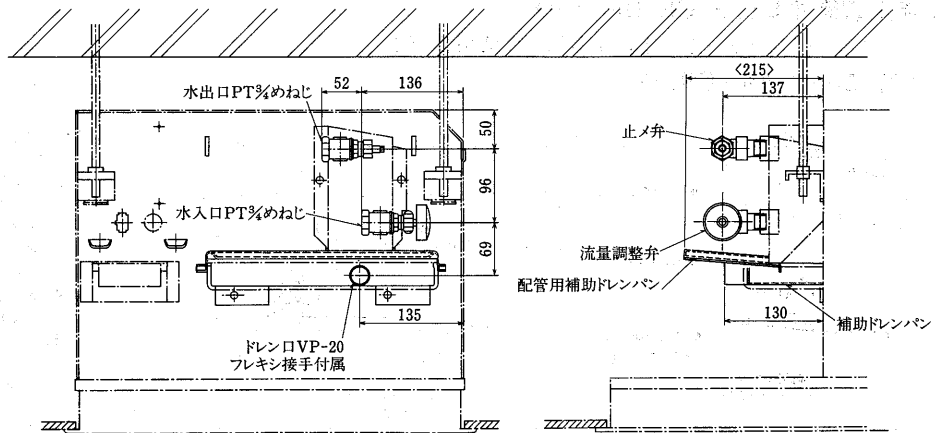 〈215〉
52
136
137
水出口PT¾めねじ
50
止メ弁
96
水入口PT¾めねじ
69
流量調整弁
配管用補助ドレンパン
135
130
補助ドレンパン
ドレン口VP-20
フレキシ接手付属